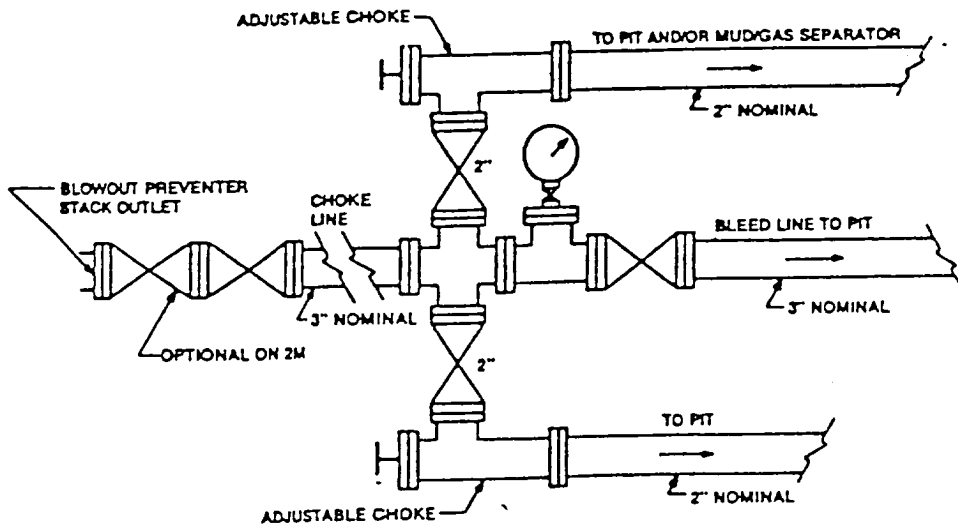 ADJUSTABLE CHOKE
TO PIT AND/OR MUD/GAS SEPARATOR
2" NOMINAL
2"
BLOWOUT PREVENTER
STACK OUTLET
CHOKE
LINE
BLEED LINE TO PIT
3" NOMINAL
3" NOMINAL
OPTIONAL ON 2M
2"
TO PIT
2" NOMINAL
ADJUSTABLE CHOKE